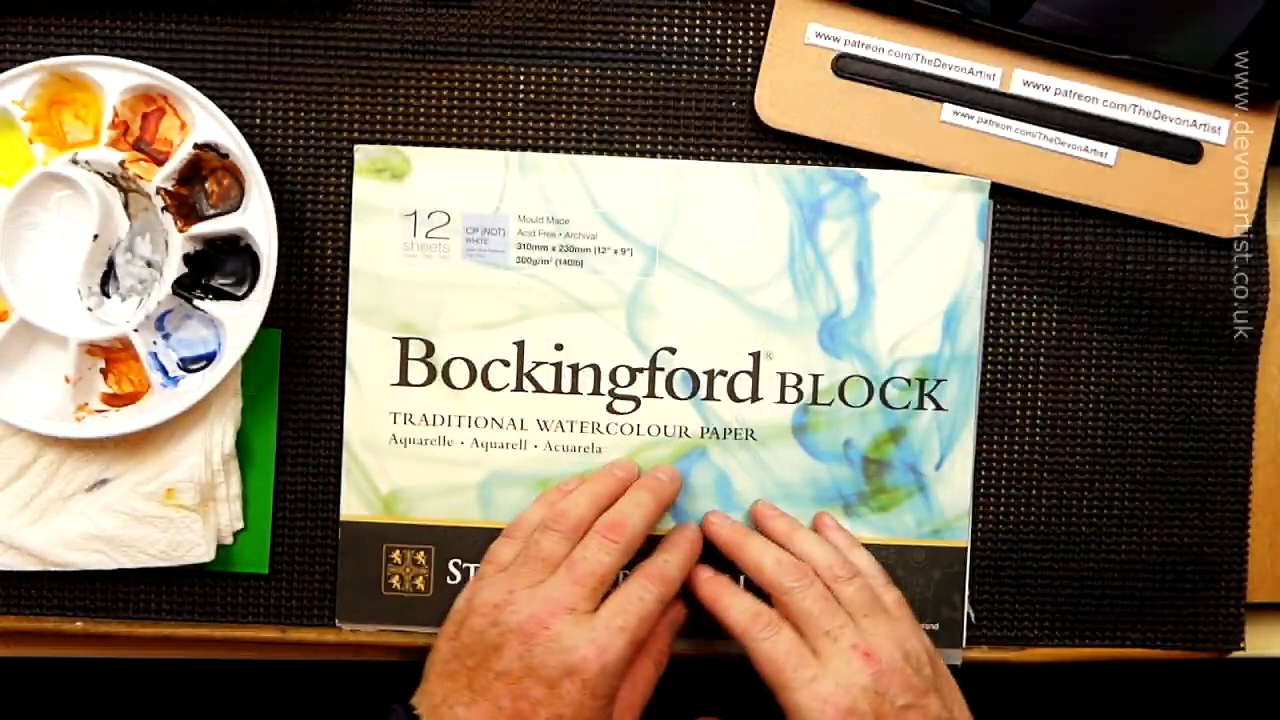 www.patreon.com/TheDevonArtist
www.patreon.com/TheDevonArtist
www.patreon.com/TheDevonArtist
www.devonartist.co.uk
12
sheets
CP (NOT)
WHITE
Mould Made
Acid Free • Archival
310mm x 230mm [12" x 9"]
300g/m² [140lb]
Bockingford® BLOCK
TRADITIONAL WATERCOLOUR PAPER
Aquarelle • Aquarell • Acuarela